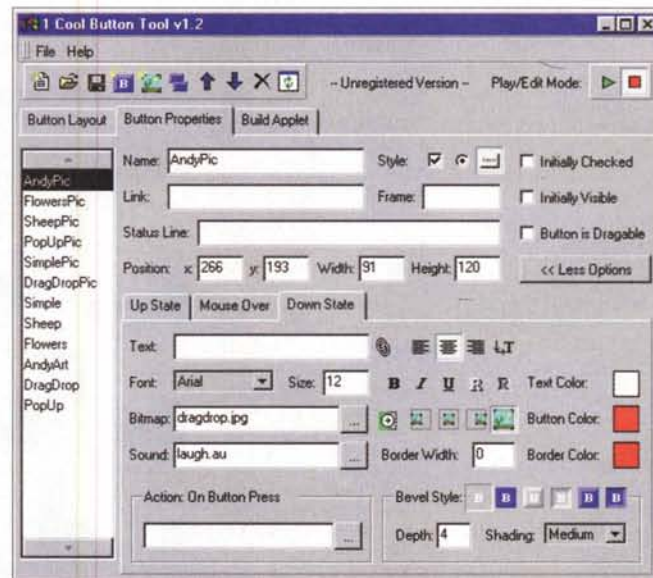 1 Cool Button Tool v1.2
File Help
-- Unregistered Version -- Play/Edit Mode:
Button Layout Button Properties Build Applet
AndyPic
FlowersPic
SheepPic
PopUpPic
SimplePic
DragDropPic
Simple
Sheep
Flowers
AndyArt
DragDrop
PopUp
Name: AndyPic Style: Initially Checked
Link: Frame: Initially Visible
Status Line: Button is Dragable
Position: x: 266 y: 193 Width: 91 Height: 120 << Less Options
Up State Mouse Over Down State
Text:
Font: Arial Size: 12 B I U R R Text Color:
Bitmap: dragdrop.jpg ... Button Color:
Sound: laugh.au ... Border Width: 0 Border Color:
Action: On Button Press
...
Bevel Style: B B U B B
Depth: 4 Shading: Medium